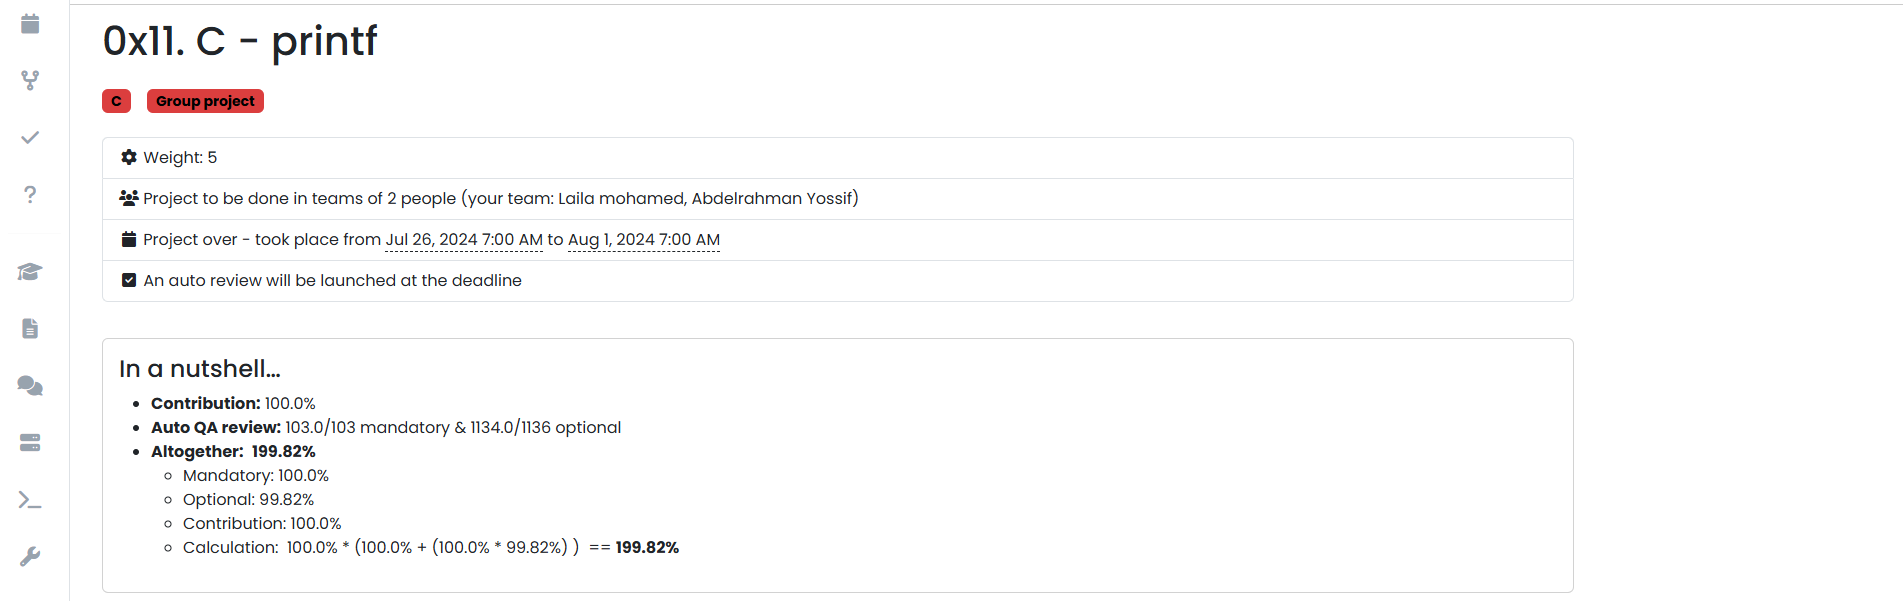 0x11. C - printf
C Group project
Weight: 5
Project to be done in teams of 2 people (your team: Laila mohamed, Abdelrahman Yossif)
Project over - took place from Jul 26, 2024 7:00 AM to Aug 1, 2024 7:00 AM
An auto review will be launched at the deadline
In a nutshell…
Contribution: 100.0%
Auto QA review: 103.0/103 mandatory & 1134.0/1136 optional
Altogether: 199.82%
Mandatory: 100.0%
Optional: 99.82%
Contribution: 100.0%
Calculation: 100.0% * (100.0% + (100.0% * 99.82%) ) == 199.82%